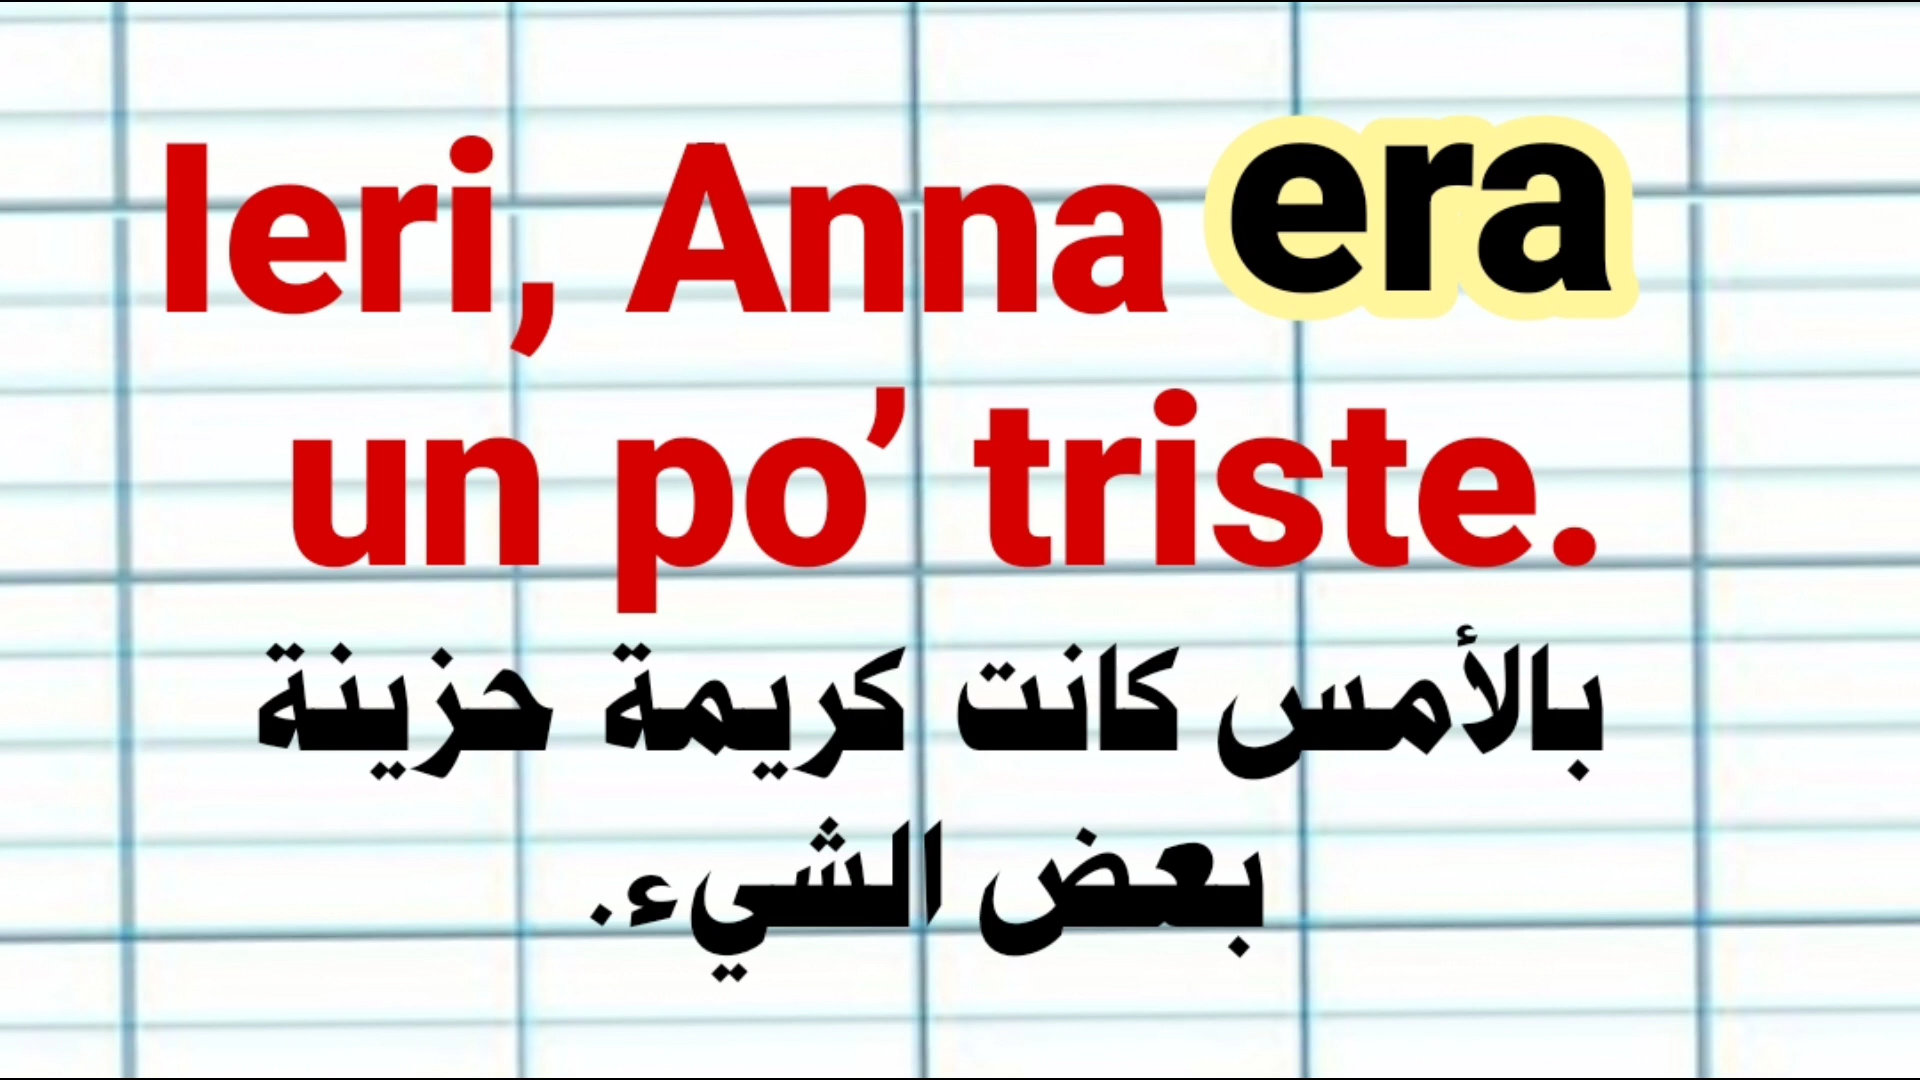 Ieri, Anna era
un po’ triste.
بالأمس كانت كريمة حزينة
بعض الشيء.